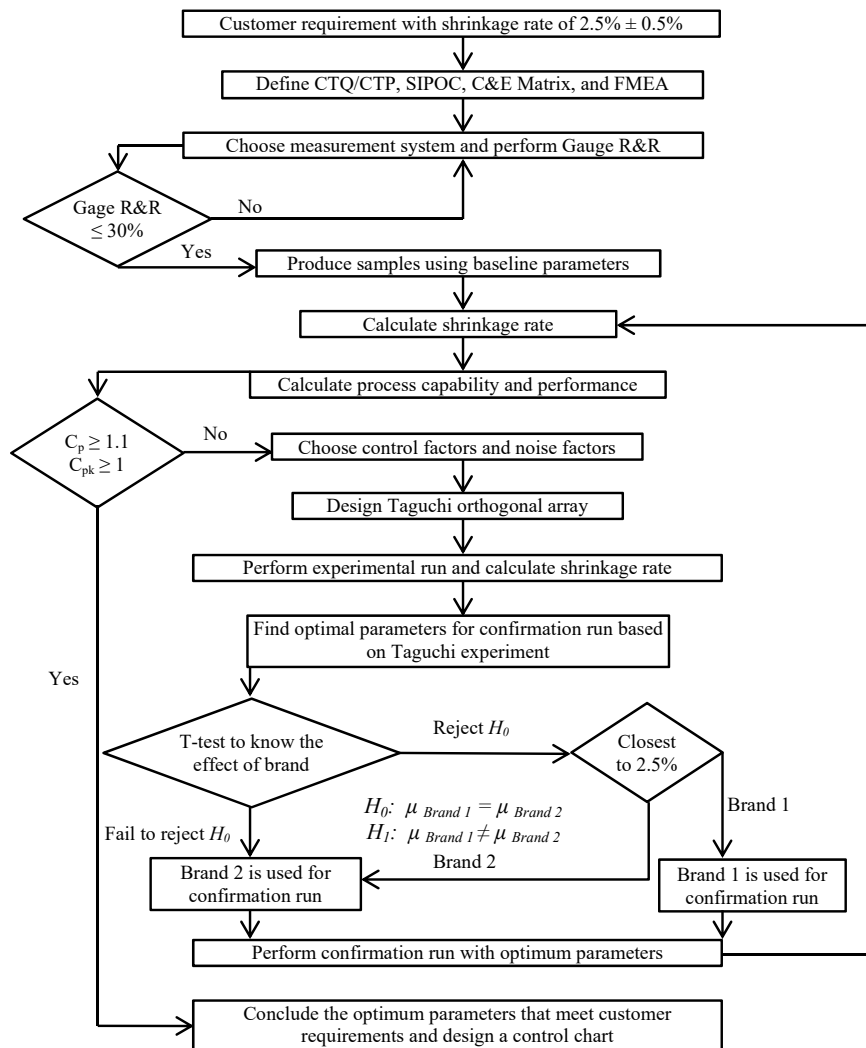 Customer requirement with shrinkage rate of 2.5% ± 0.5%
Define CTQ/CTP, SIPOC, C&E Matrix, and FMEA
Choose measurement system and perform Gauge R&R
Gage R&R
≤ 30%
No
Yes
Produce samples using baseline parameters
Calculate shrinkage rate
Calculate process capability and performance
Cp ≥ 1.1
Cpk ≥ 1
No
Choose control factors and noise factors
Design Taguchi orthogonal array
Perform experimental run and calculate shrinkage rate
Find optimal parameters for confirmation run based
on Taguchi experiment
Yes
T-test to know the
effect of brand
Reject H0
Closest
to 2.5%
H0: μ Brand 1 = μ Brand 2
H1: μ Brand 1 ≠ μ Brand 2
Brand 1
Fail to reject H0
Brand 2
Brand 2 is used for
confirmation run
Brand 1 is used for
confirmation run
Perform confirmation run with optimum parameters
Conclude the optimum parameters that meet customer
requirements and design a control chart